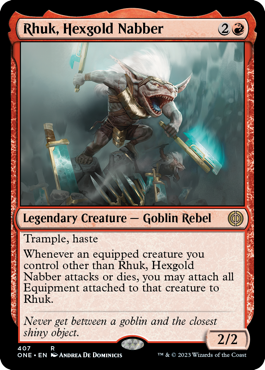 Rhuk, Hexgold Nabber 2
Legendary Creature — Goblin Rebel
Trample, haste
Whenever an equipped creature you
control other than Rhuk, Hexgold
Nabber attacks or dies, you may attach all
Equipment attached to that creature to
Rhuk.
Never get between a goblin and the closest
shiny object.
2/2
407 R
ONE • EN Andrea De Dominicis
™ & © 2023 Wizards of the Coast